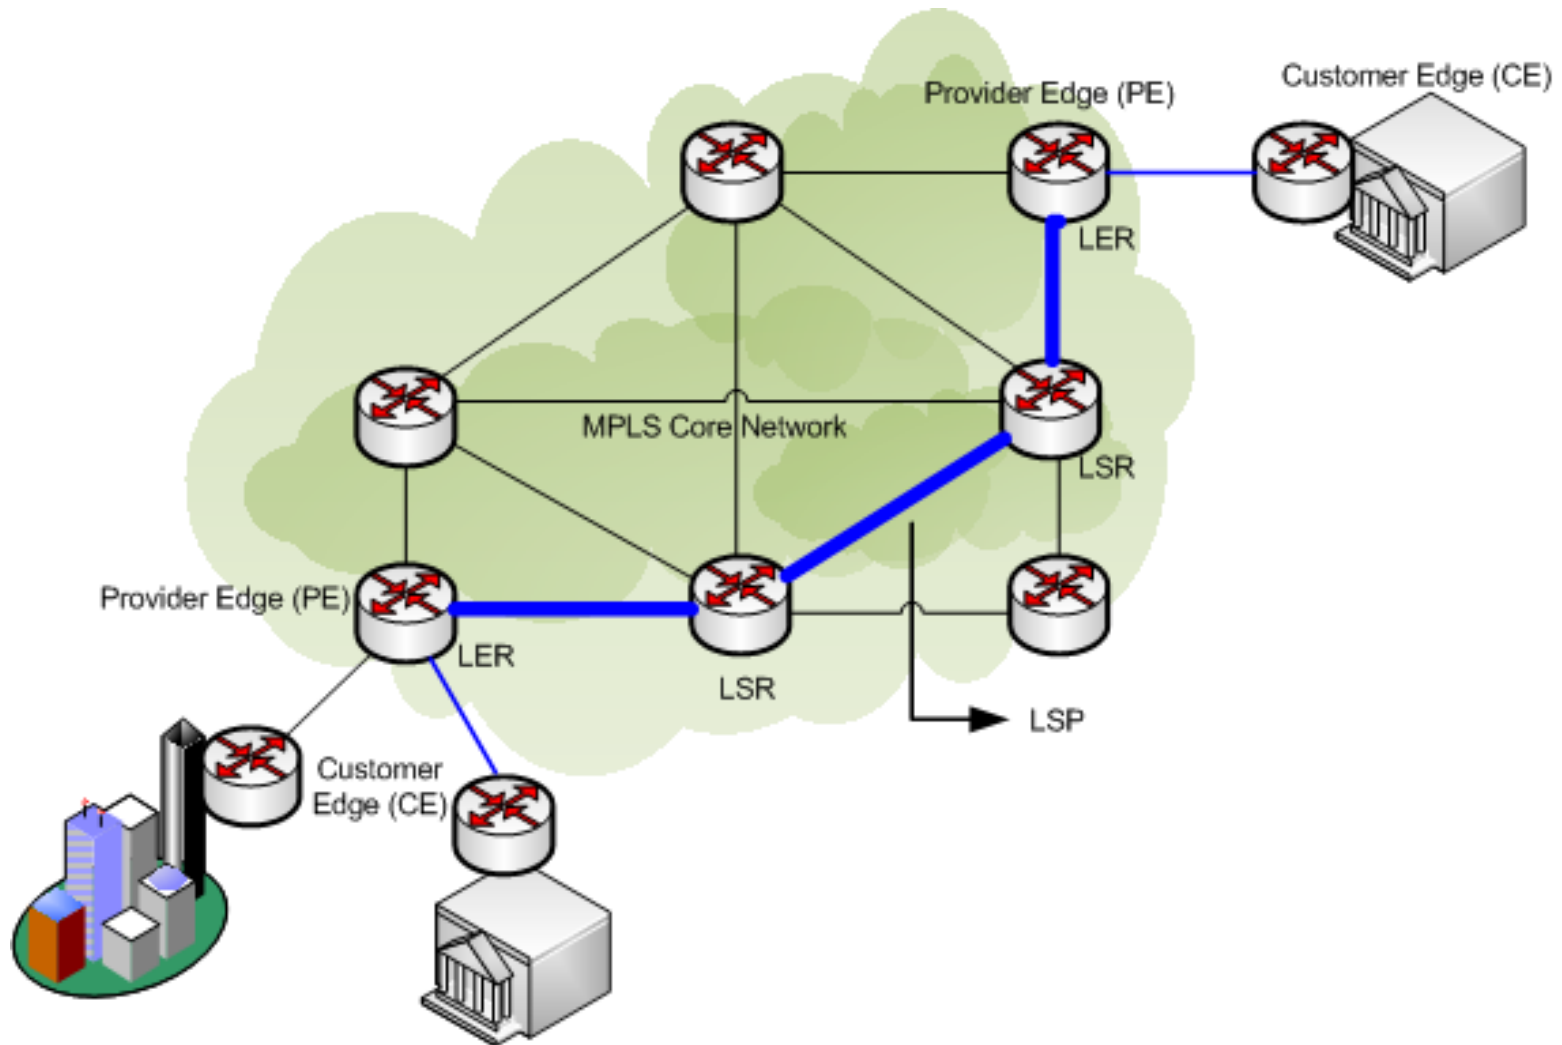 Customer Edge (CE)
Provider Edge (PE)
LER
MPLS Core Network
LSR
Provider Edge (PE)
LER
LSR
LSP
Customer
Edge (CE)